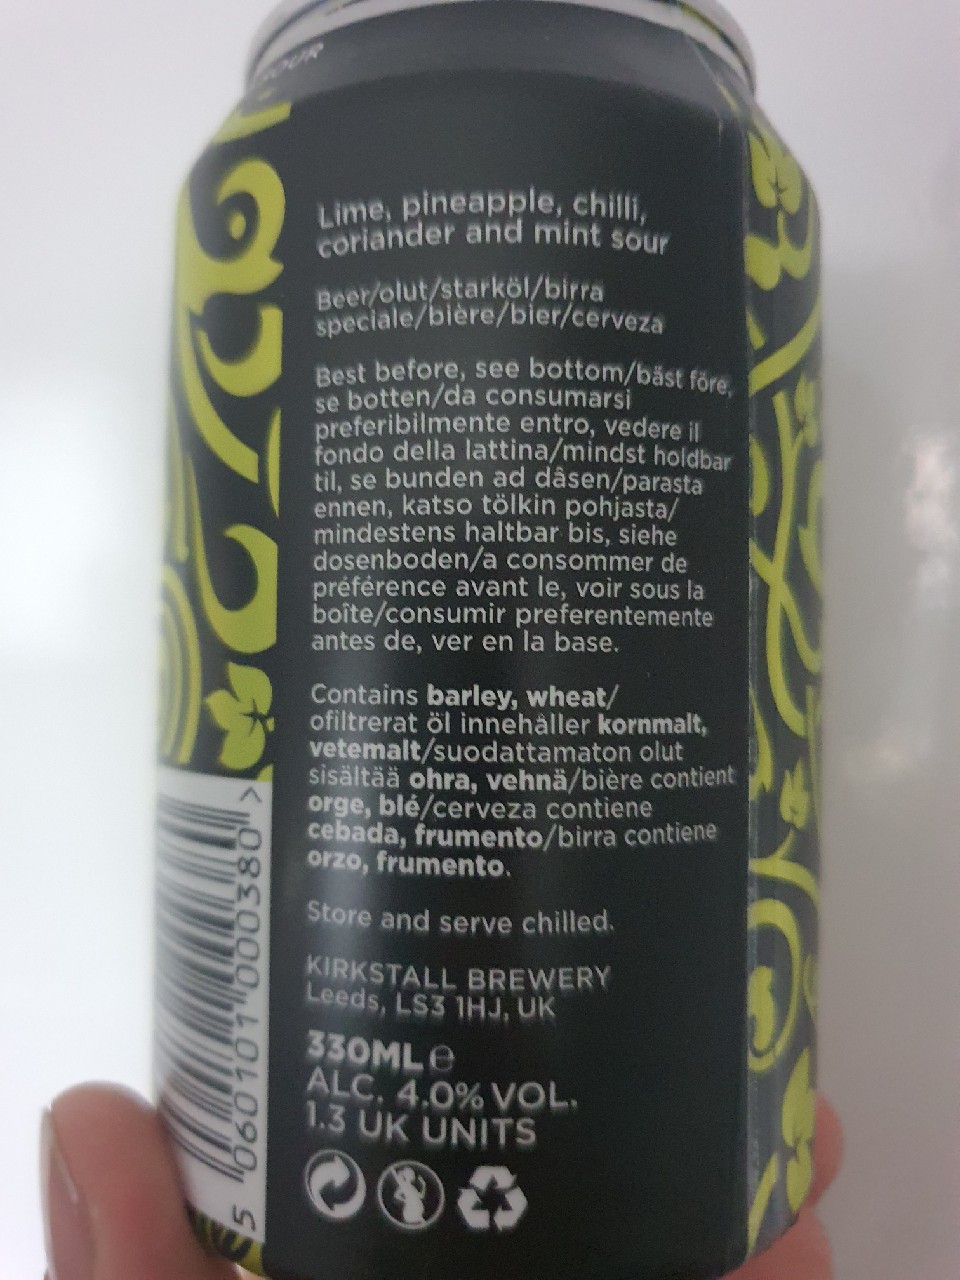 OUR
Lime, pineapple, chilli,
coriander and mint sour
Beer/olut/starköl/birra
speciale/bière/bier/cerveza
Best before, see bottom/bäst före,
se botten/da consumarsi
preferibilmente entro, vedere il
fondo della lattina/mindst holdbar
til, se bunden ad dâsen/parasta
ennen, katso tölkin pohjasta/
mindestens haltbar bis, siehe
dosenboden/a consommer de
préférence avant le, voir sous la
boîte/consumir preferentemente
antes de, ver en la base.
Contains barley, wheat/
ofiltrerat öl innehåller kornmalt,
vetemalt/suodattamaton olut
sisältää ohra, vehnä/bière contient
orge, blé/cerveza contiene
cebada, frumento/birra contiene
orzo, frumento.
Store and serve chilled.
KIRKSTALL BREWERY
Leeds, LS3 1HJ, UK
330ML e
ALC. 4.0% VOL.
1.3 UK UNITS
5 060101 000380 >